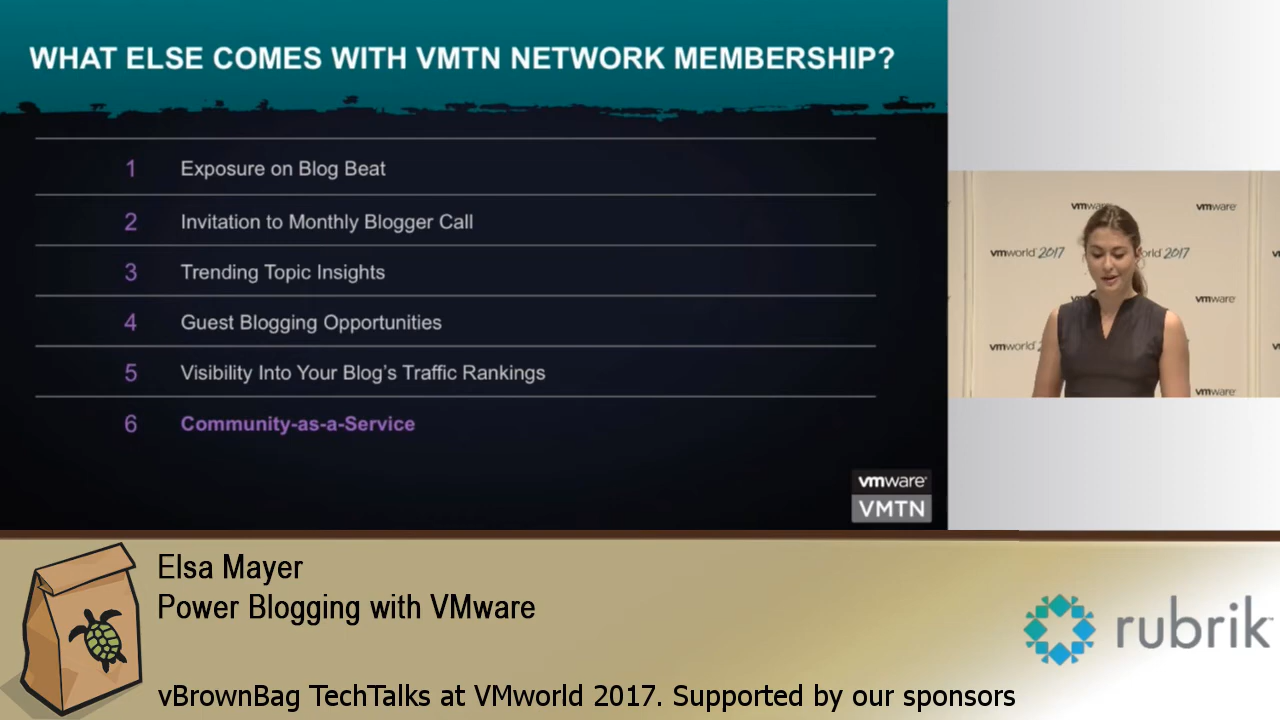 WHAT ELSE COMES WITH VMTN NETWORK MEMBERSHIP?
1 Exposure on Blog Beat
2 Invitation to Monthly Blogger Call
3 Trending Topic Insights
4 Guest Blogging Opportunities
5 Visibility Into Your Blog's Traffic Rankings
6 Community-as-a-Service
vmware
VMTN
vmware vmware
vmworld 2017 world 2017
vmware
vmworld 2
vmware
Elsa Mayer
Power Blogging with VMware
rubrik
vBrownBag TechTalks at VMworld 2017. Supported by our sponsors